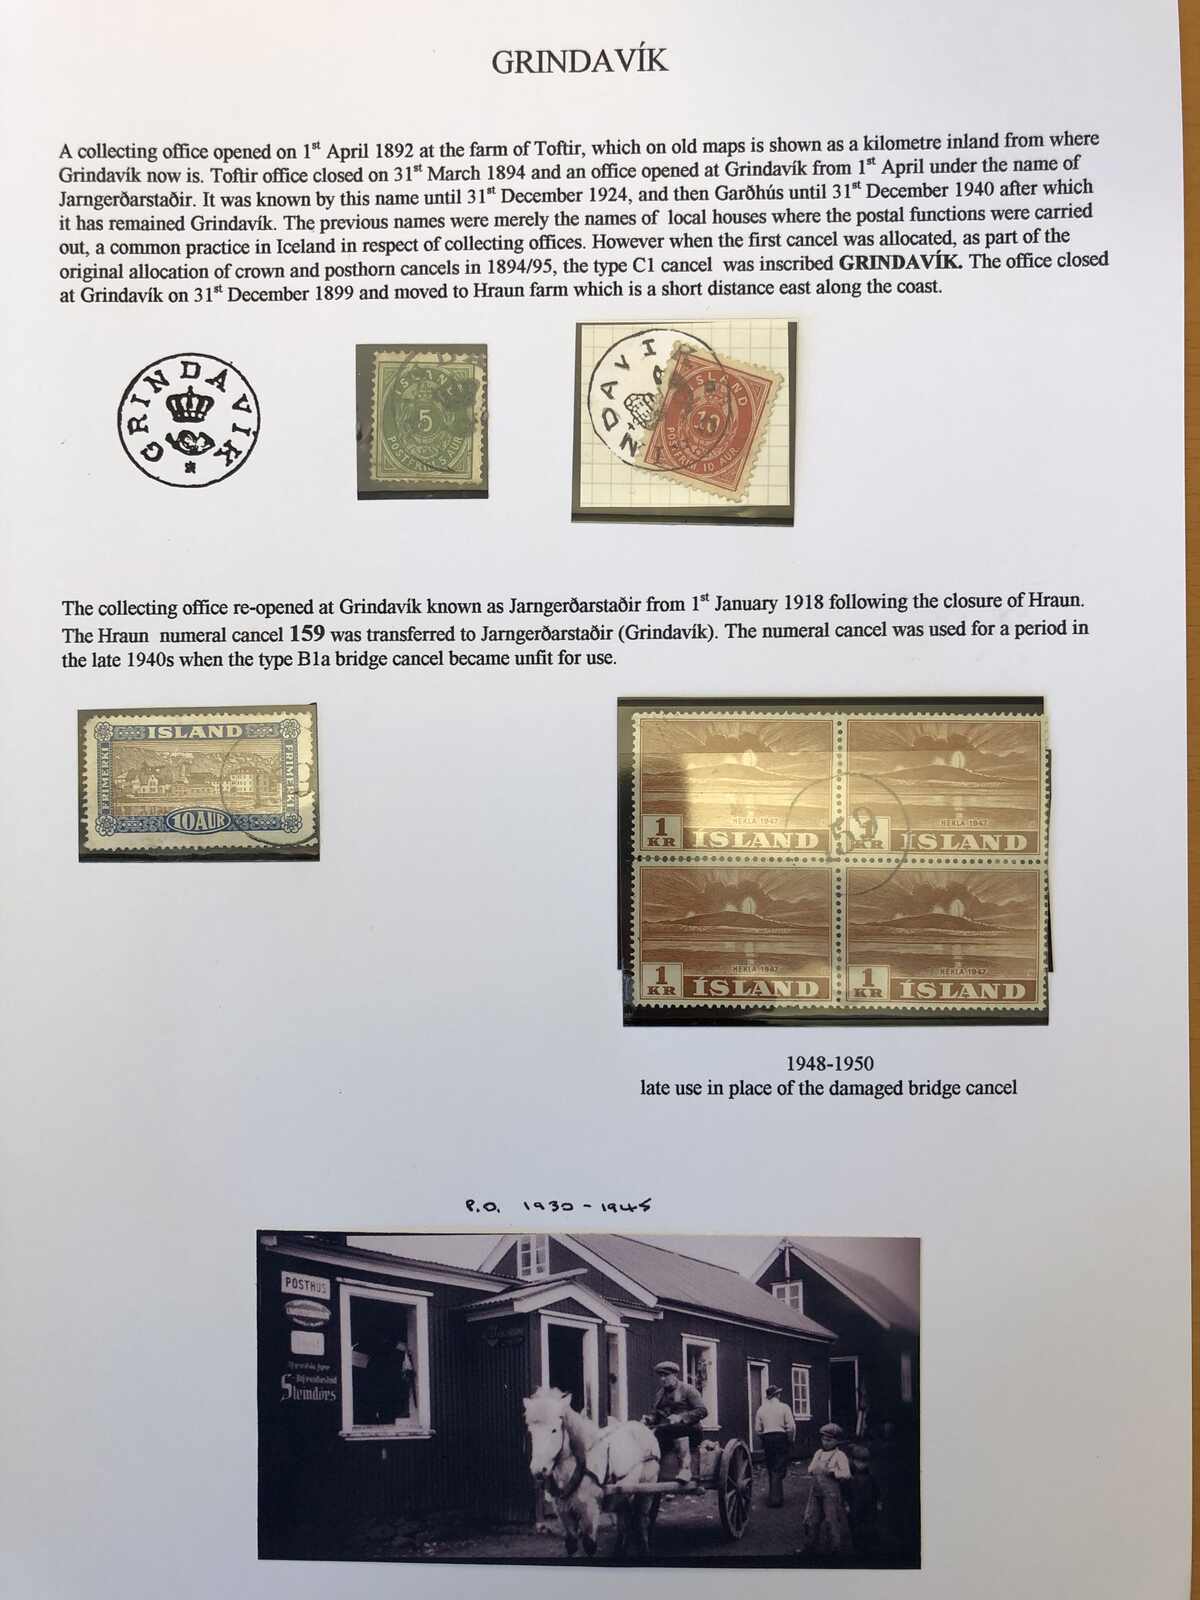 GRINDAVÍK
A collecting office opened on 1st April 1892 at the farm of Toftir, which on old maps is shown as a kilometre inland from where
Grindavík now is. Toftir office closed on 31st March 1894 and an office opened at Grindavík from 1st April under the name of
Jarngerðarstaðir. It was known by this name until 31st December 1924, and then Garðhús until 31st December 1940 after which
it has remained Grindavík. The previous names were merely the names of local houses where the postal functions were carried
out, a common practice in Iceland in respect of collecting offices. However when the first cancel was allocated, as part of the
original allocation of crown and posthorn cancels in 1894/95, the type C1 cancel was inscribed GRINDAVÍK. The office closed
at Grindavík on 31st December 1899 and moved to Hraun farm which is a short distance east along the coast.
GRINDAVÍK
5
POSTFRIM 5 AUR
NDAVI
ISLAND
10
POSTFRIM 10 AUR
The collecting office re-opened at Grindavík known as Jarngerðarstaðir from 1st January 1918 following the closure of Hraun.
The Hraun numeral cancel 159 was transferred to Jarngerðarstaðir (Grindavík). The numeral cancel was used for a period in
the late 1940s when the type B1a bridge cancel became unfit for use.
ISLAND
FRIMERKI
FRIMERKI
10 AUR
HEKLA 1947
1 KR ÍSLAND
HEKLA 1947
KR ÍSLAND
59
HEKLA 1947
1 KR ÍSLAND
HEKLA 1947
1 KR ÍSLAND
1948-1950
late use in place of the damaged bridge cancel
P.O. 1930 - 1945
POSTHUS